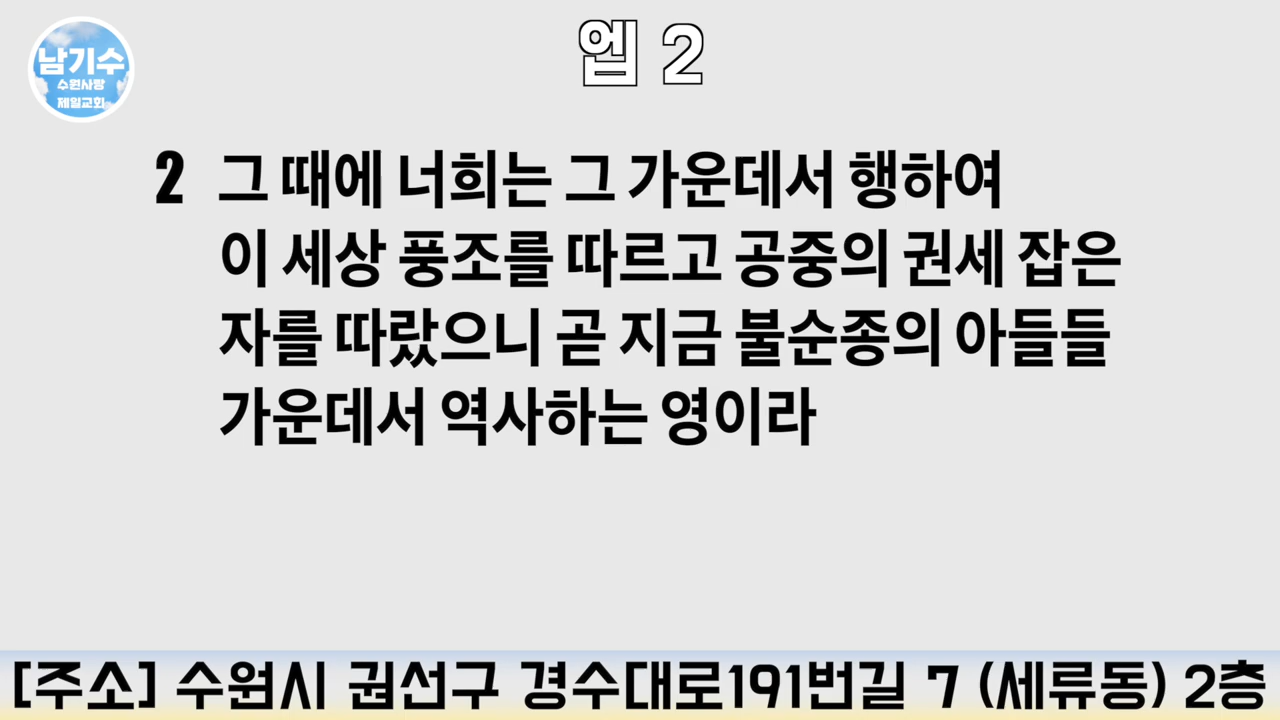 남기수
수원사랑
제일교회
엡 2
2 그 때에 너희는 그 가운데서 행하여
이 세상 풍조를 따르고 공중의 권세 잡은
자를 따랐으니 곧 지금 불순종의 아들들
가운데서 역사하는 영이라
[주소] 수원시 권선구 경수대로191번길 7 (세류동) 2층